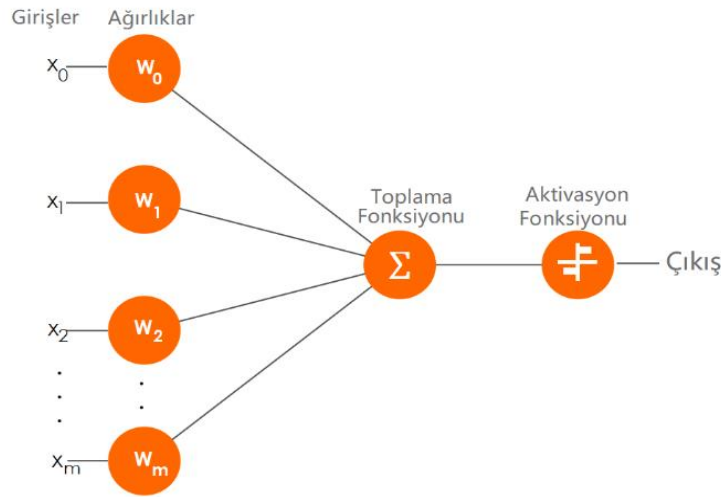 Girişler Ağırlıklar
x0 w0
x1 w1
Toplama
Fonksiyonu
Aktivasyon
Fonksiyonu
Σ
Çıkış
x2 w2
xm wm